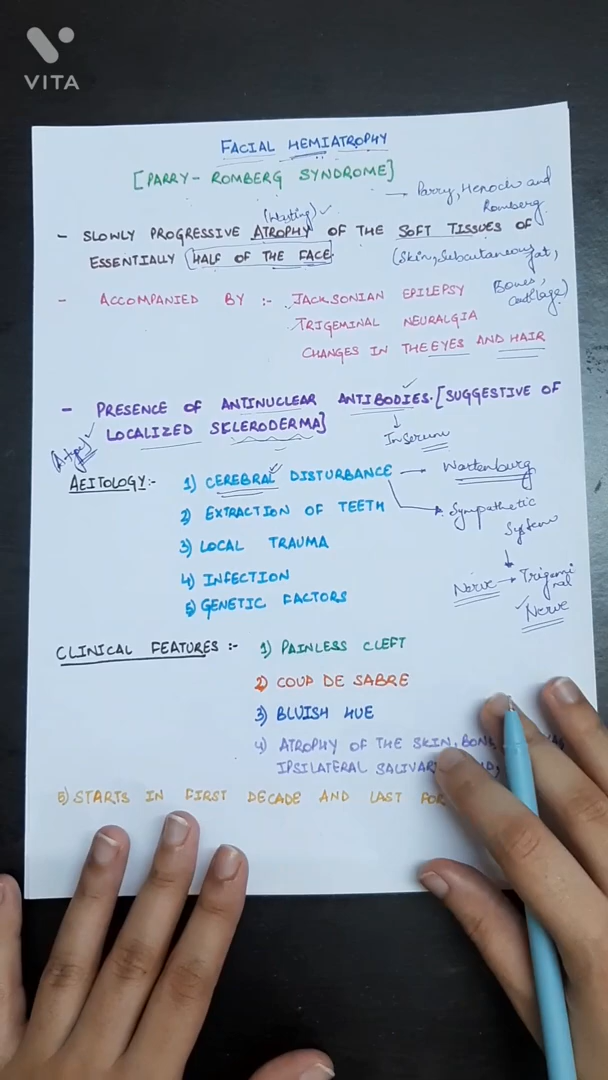 VITA
FACIAL HEMIATROPHY
[PARRY- ROMBERG SYNDROME]
Parry, Henoch and
Romberg
(Wasting)
- SLOWLY PROGRESSIVE ATROPHY OF THE SOFT TISSUES OF
ESSENTIALLY HALF OF THE FACE.
(Skin, Subcutaneous fat,
Bones,
cartilage)
- ACCOMPANIED BY :- JACKSONIAN EPILEPSY
TRIGEMINAL NEURALGIA
CHANGES IN THE EYES AND HAIR
- PRESENCE OF ANTINUCLEAR ANTIBODIES. [SUGGESTIVE OF
LOCALIZED SCLERODERMA]
In Serum
AEITOLOGY:- 1) CEREBRAL DISTURBANCE
Wartenburg
Sympathetic
System
2) EXTRACTION OF TEETH
3) LOCAL TRAUMA
4) INFECTION
5) GENETIC FACTORS
Nerve Trigemi
nal
Nerve
CLINICAL FEATURES :- 1) PAINLESS CLEFT
2) COUP DE SABRE
3) BLUISH HUE
4) ATROPHY OF THE SKIN,
IPSILATERAL
5) STARTS IN FIRST DECADE AND LAST FOR